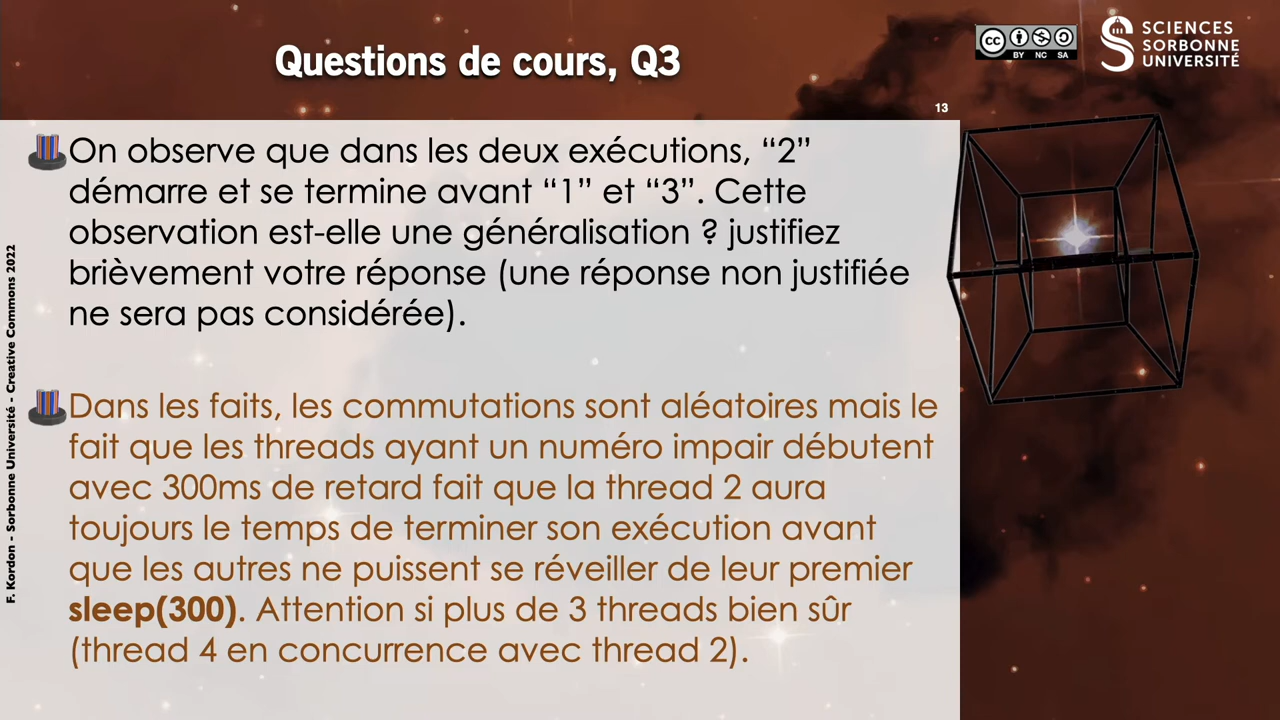 Questions de cours, Q3
cc
BY NC SA
SCIENCES
SORBONNE
UNIVERSITÉ
13
On observe que dans les deux exécutions, “2”
démarre et se termine avant “1” et “3”. Cette
observation est-elle une généralisation ? justifiez
brièvement votre réponse (une réponse non justifiée
ne sera pas considérée).
Dans les faits, les commutations sont aléatoires mais le
fait que les threads ayant un numéro impair débutent
avec 300ms de retard fait que la thread 2 aura
toujours le temps de terminer son exécution avant
que les autres ne puissent se réveiller de leur premier
sleep(300). Attention si plus de 3 threads bien sûr
(thread 4 en concurrence avec thread 2).
F. Kordon - Sorbonne Université - Creative Commons 2022